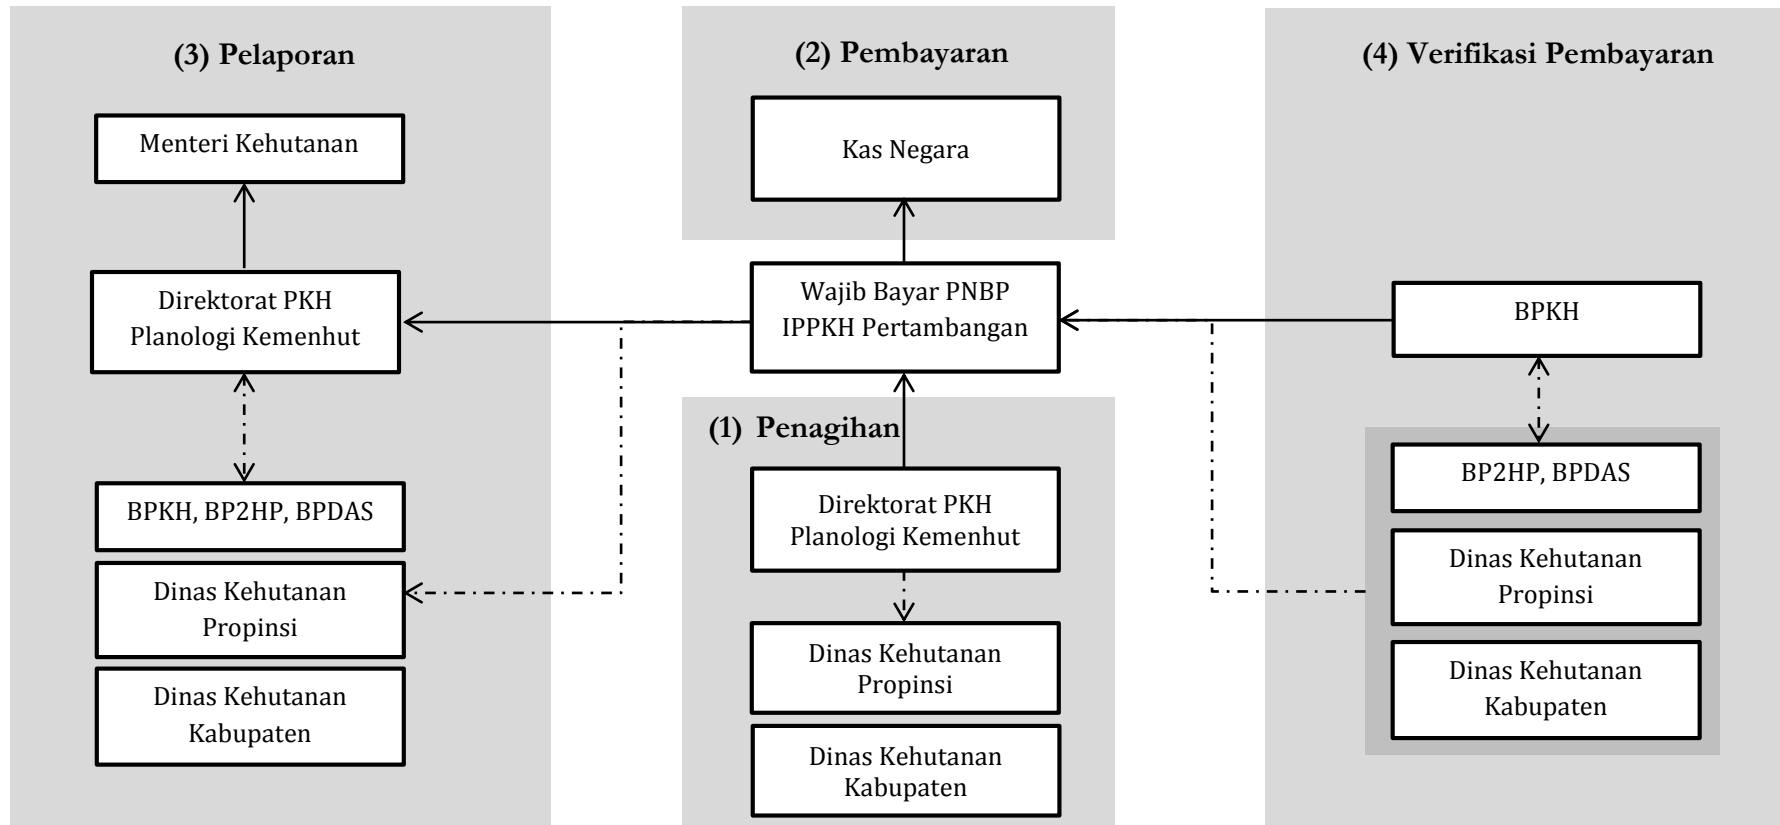 (3) Pelaporan
Menteri Kehutanan
Direktorat PKH
Planologi Kemenhut
BPKH, BP2HP, BPDAS
Dinas Kehutanan
Propinsi
Dinas Kehutanan
Kabupaten
(2) Pembayaran
Kas Negara
Wajib Bayar PNBP
IPPKH Pertambangan
(1) Penagihan
Direktorat PKH
Planologi Kemenhut
Dinas Kehutanan
Propinsi
Dinas Kehutanan
Kabupaten
(4) Verifikasi Pembayaran
BPKH
BP2HP, BPDAS
Dinas Kehutanan
Propinsi
Dinas Kehutanan
Kabupaten